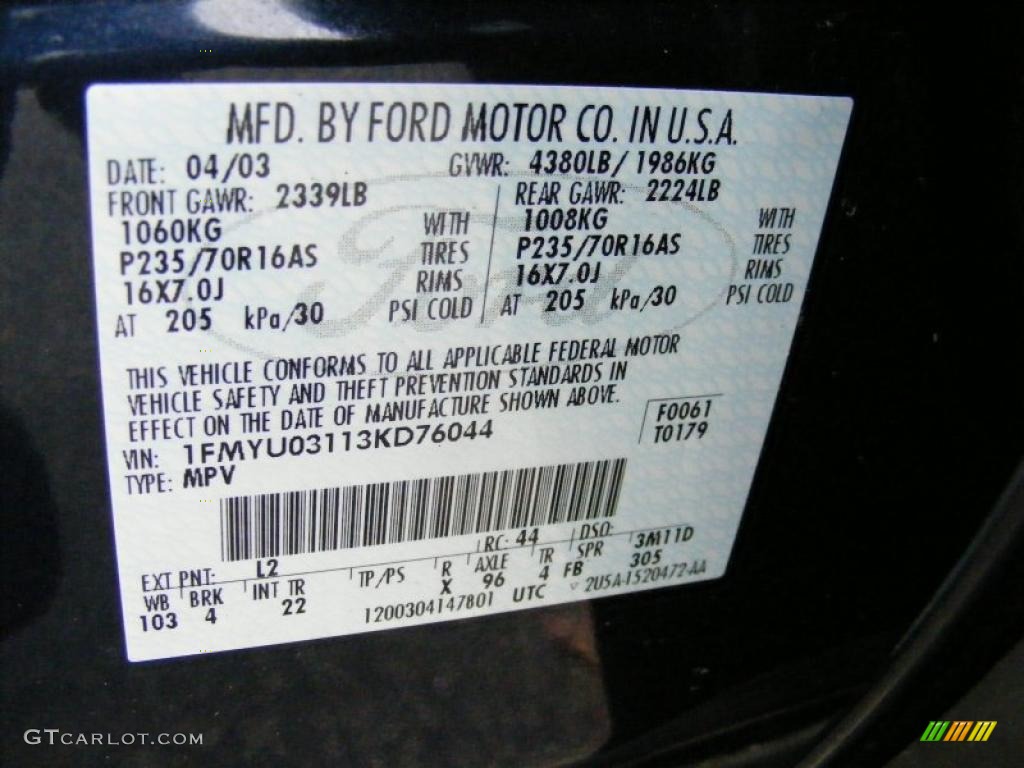 MFD. BY FORD MOTOR CO. IN U.S.A.
DATE: 04/03 GVWR: 4380LB/ 1986KG
FRONT GAWR: 2339LB REAR GAWR: 2224LB
1060KG WITH 1008KG WITH
P235/70R16AS TIRES P235/70R16AS TIRES
16X7.0J RIMS 16X7.0J RIMS
AT 205 kPa/30 PSI COLD AT 205 kPa/30 PSI COLD
Ford
THIS VEHICLE CONFORMS TO ALL APPLICABLE FEDERAL MOTOR
VEHICLE SAFETY AND THEFT PREVENTION STANDARDS IN
EFFECT ON THE DATE OF MANUFACTURE SHOWN ABOVE.
VIN: 1FMYU03113KD76044
TYPE: MPV
F0061
T0179
EXT PNT: L2 RC: 44 DSO: 3M11D
WB BRK INT TR TP/PS R AXLE TR SPR
103 4 22 X 96 4 FB 305
1200304147801 UTC ▽ 2U5A-1520472-AA
GTCARLOT.COM